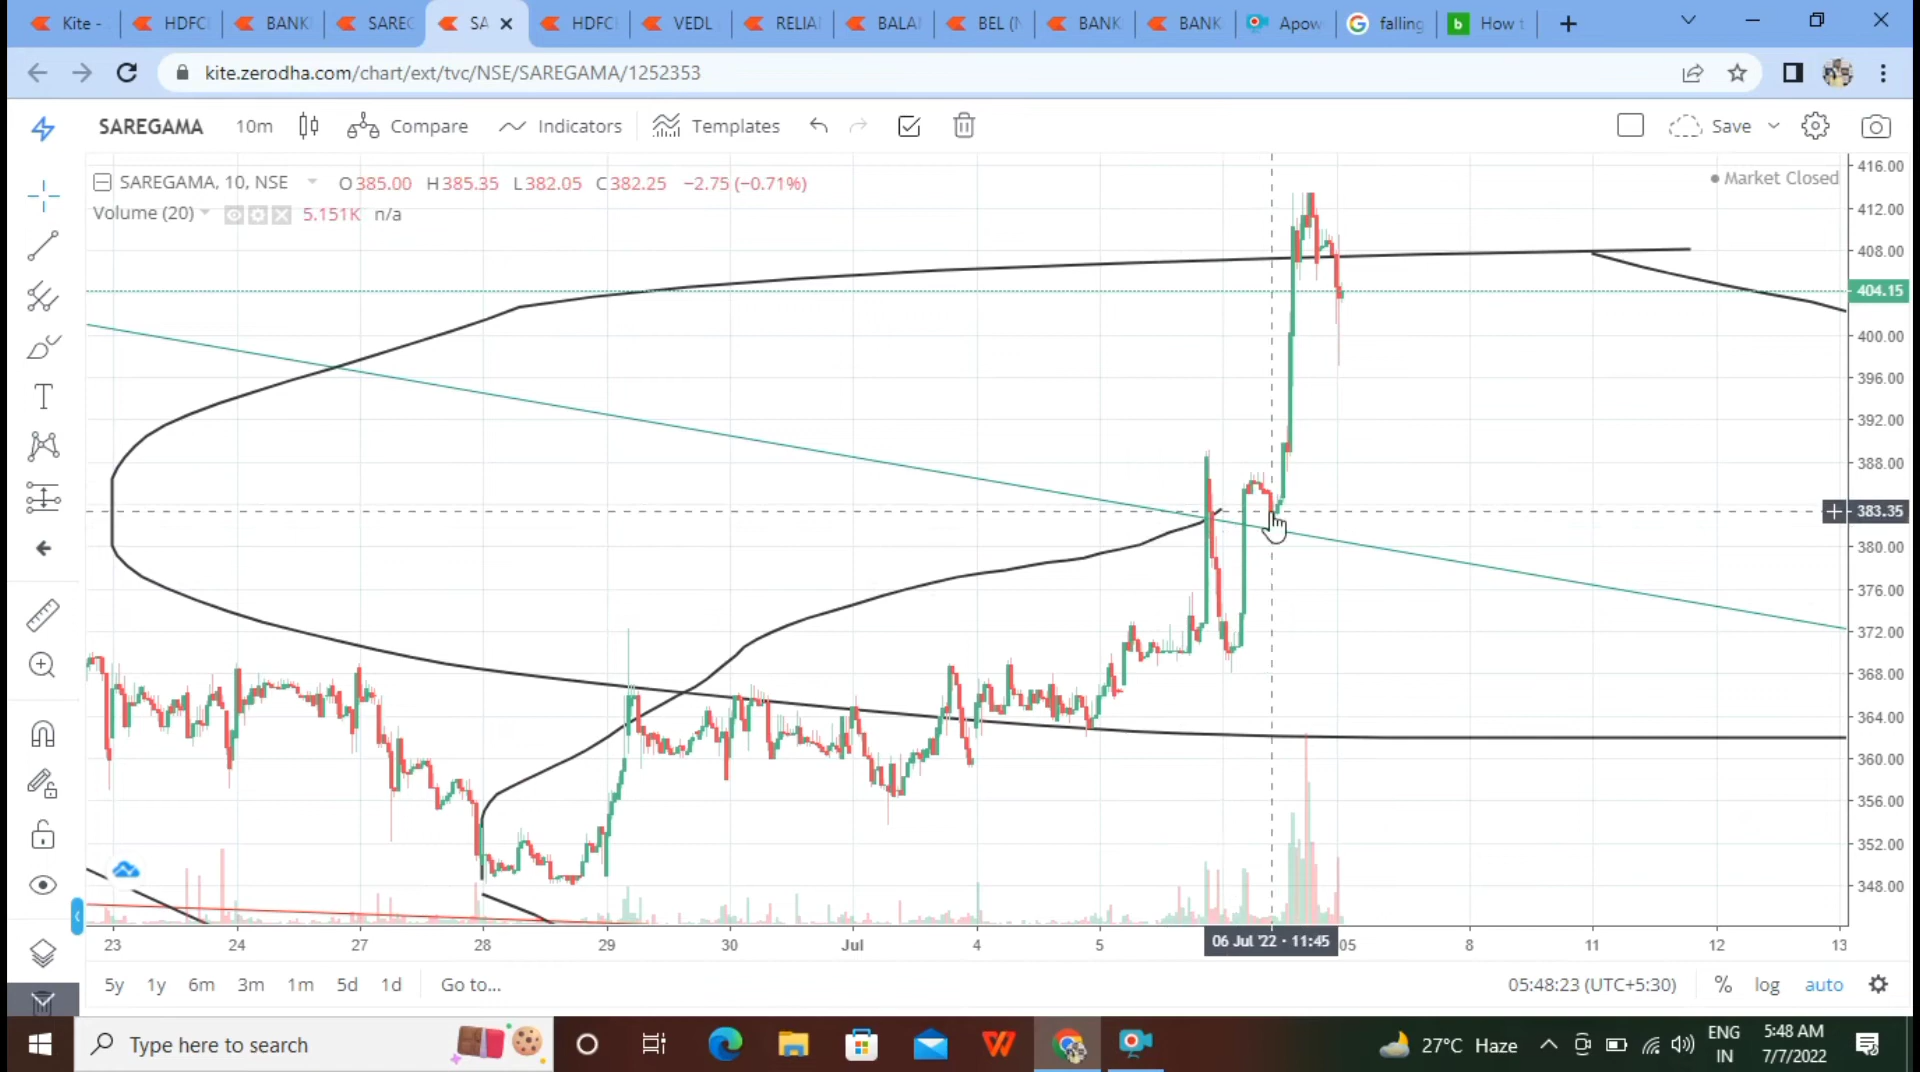 Kite - HDFC BANK SAREG SA HDFC VEDL RELIA BALA BEL (N BANK BANK Apow falling How t
kite.zerodha.com/chart/ext/tvc/NSE/SAREGAMA/1252353
SAREGAMA 10m Compare Indicators Templates Save
SAREGAMA, 10, NSE O385.00 H385.35 L382.05 C382.25 −2.75 (−0.71%)
Market Closed
Volume (20) 5.151K n/a
416.00
412.00
408.00
404.15
400.00
396.00
392.00
388.00
383.35
380.00
376.00
372.00
368.00
364.00
360.00
356.00
352.00
348.00
23 24 27 28 29 30 Jul 4 5 06 Jul '22 - 11:45 05 8 11 12 13
5y 1y 6m 3m 1m 5d 1d Go to... 05:48:23 (UTC+5:30) % log auto
Type here to search
27°C Haze
ENG
IN
5:48 AM
7/7/2022